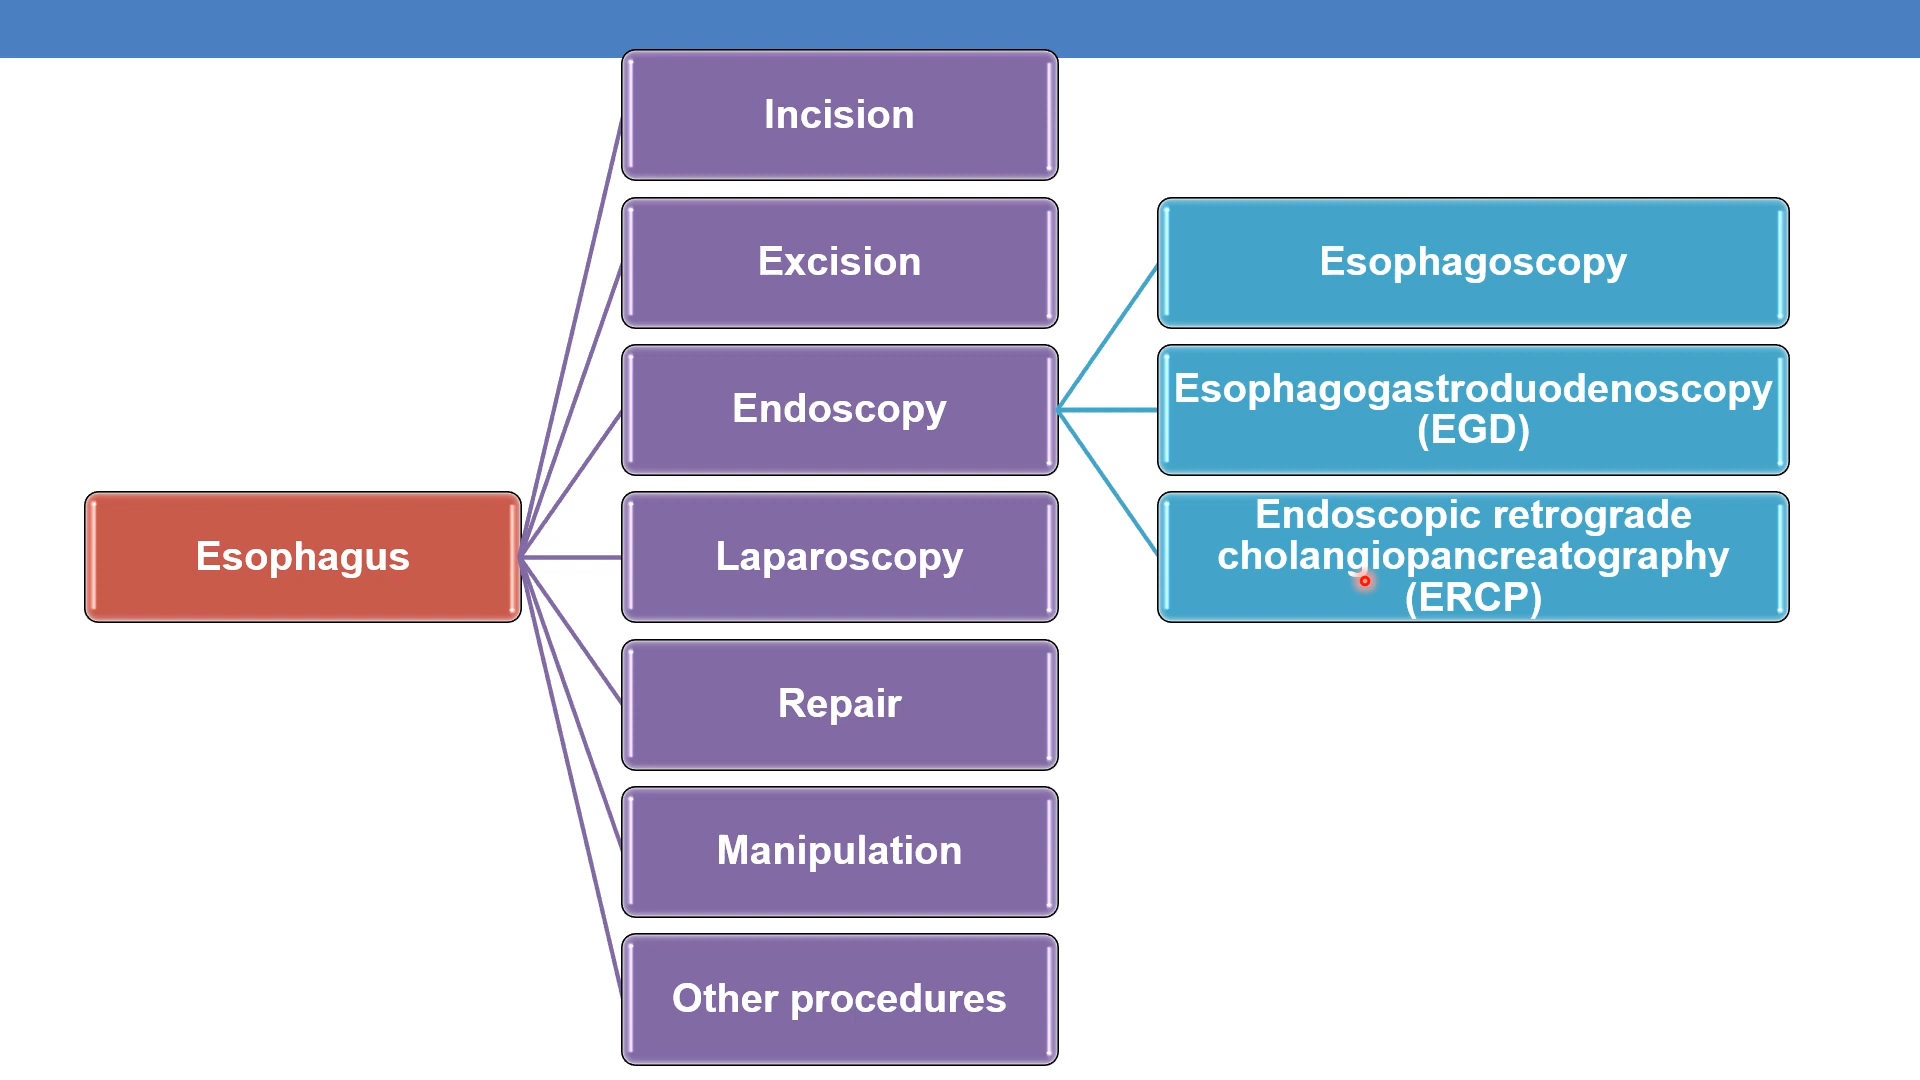 Esophagus
Incision
Excision
Endoscopy
Laparoscopy
Repair
Manipulation
Other procedures
Esophagoscopy
Esophagogastroduodenoscopy
(EGD)
Endoscopic retrograde
cholangiopancreatography
(ERCP)